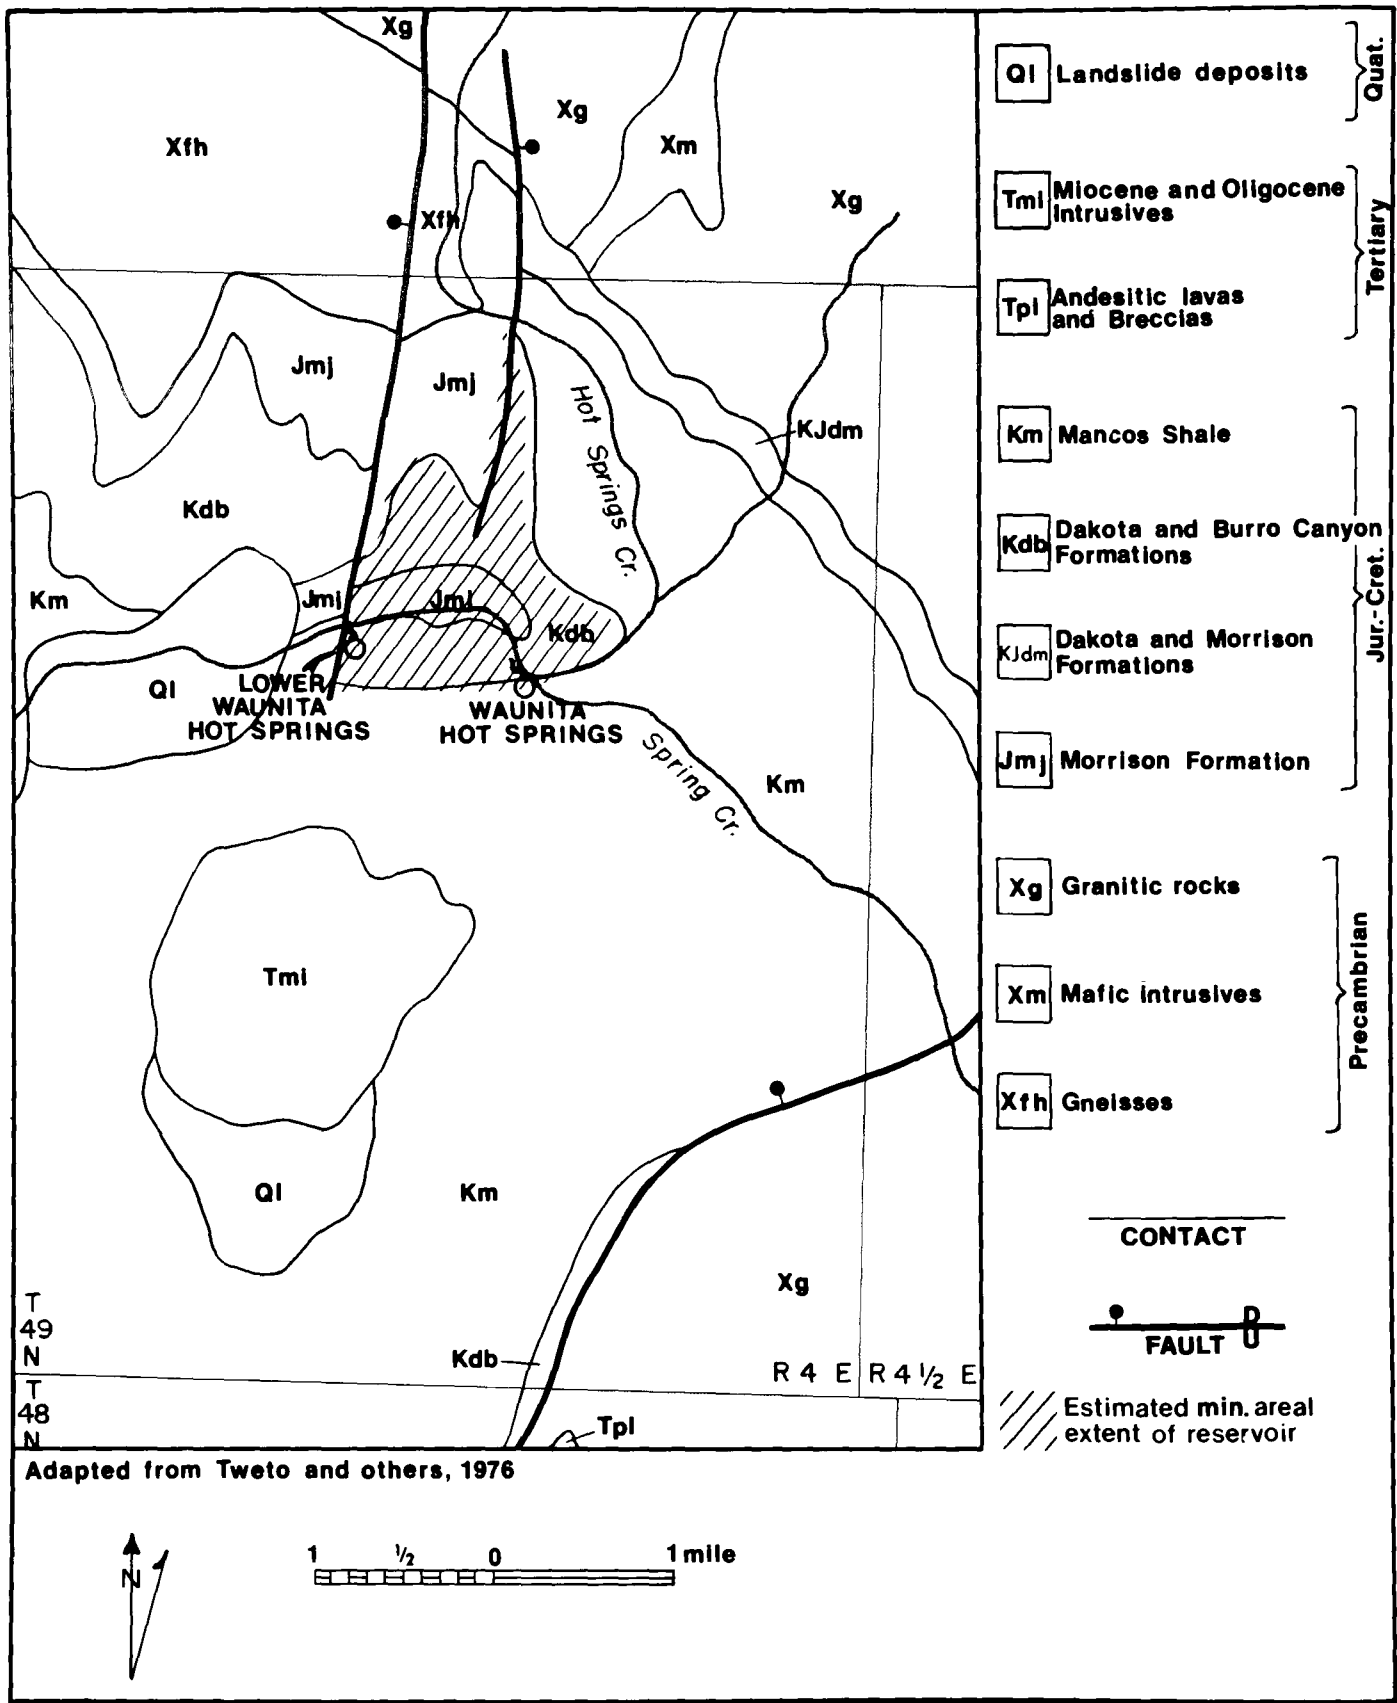 Xg
Xg
Xfh
Xm
Xg
Xfh
Jmj
Jmj
Hot Springs Cr.
KJdm
Kdb
Km
Jmj
Jmj
Kdb
Ql
LOWER
WAUNITA
HOT SPRINGS
WAUNITA
HOT SPRINGS
Spring Cr.
Km
Tmi
Ql
Km
Xg
T
49
N
Kdb
R 4 E
R 4 1/2 E
T
48
N
Tpl
Ql Landslide deposits
Quat.
Tmi Miocene and Oligocene
Intrusives
Tpl Andesitic lavas
and Breccias
Tertiary
Km Mancos Shale
Kdb Dakota and Burro Canyon
Formations
KJdm Dakota and Morrison
Formations
Jmj Morrison Formation
Jur.-Cret.
Xg Granitic rocks
Xm Mafic intrusives
Xfh Gneisses
Precambrian
CONTACT
D
U
FAULT
Estimated min. areal
extent of reservoir
Adapted from Tweto and others, 1976
N
1 1/2 0 1 mile